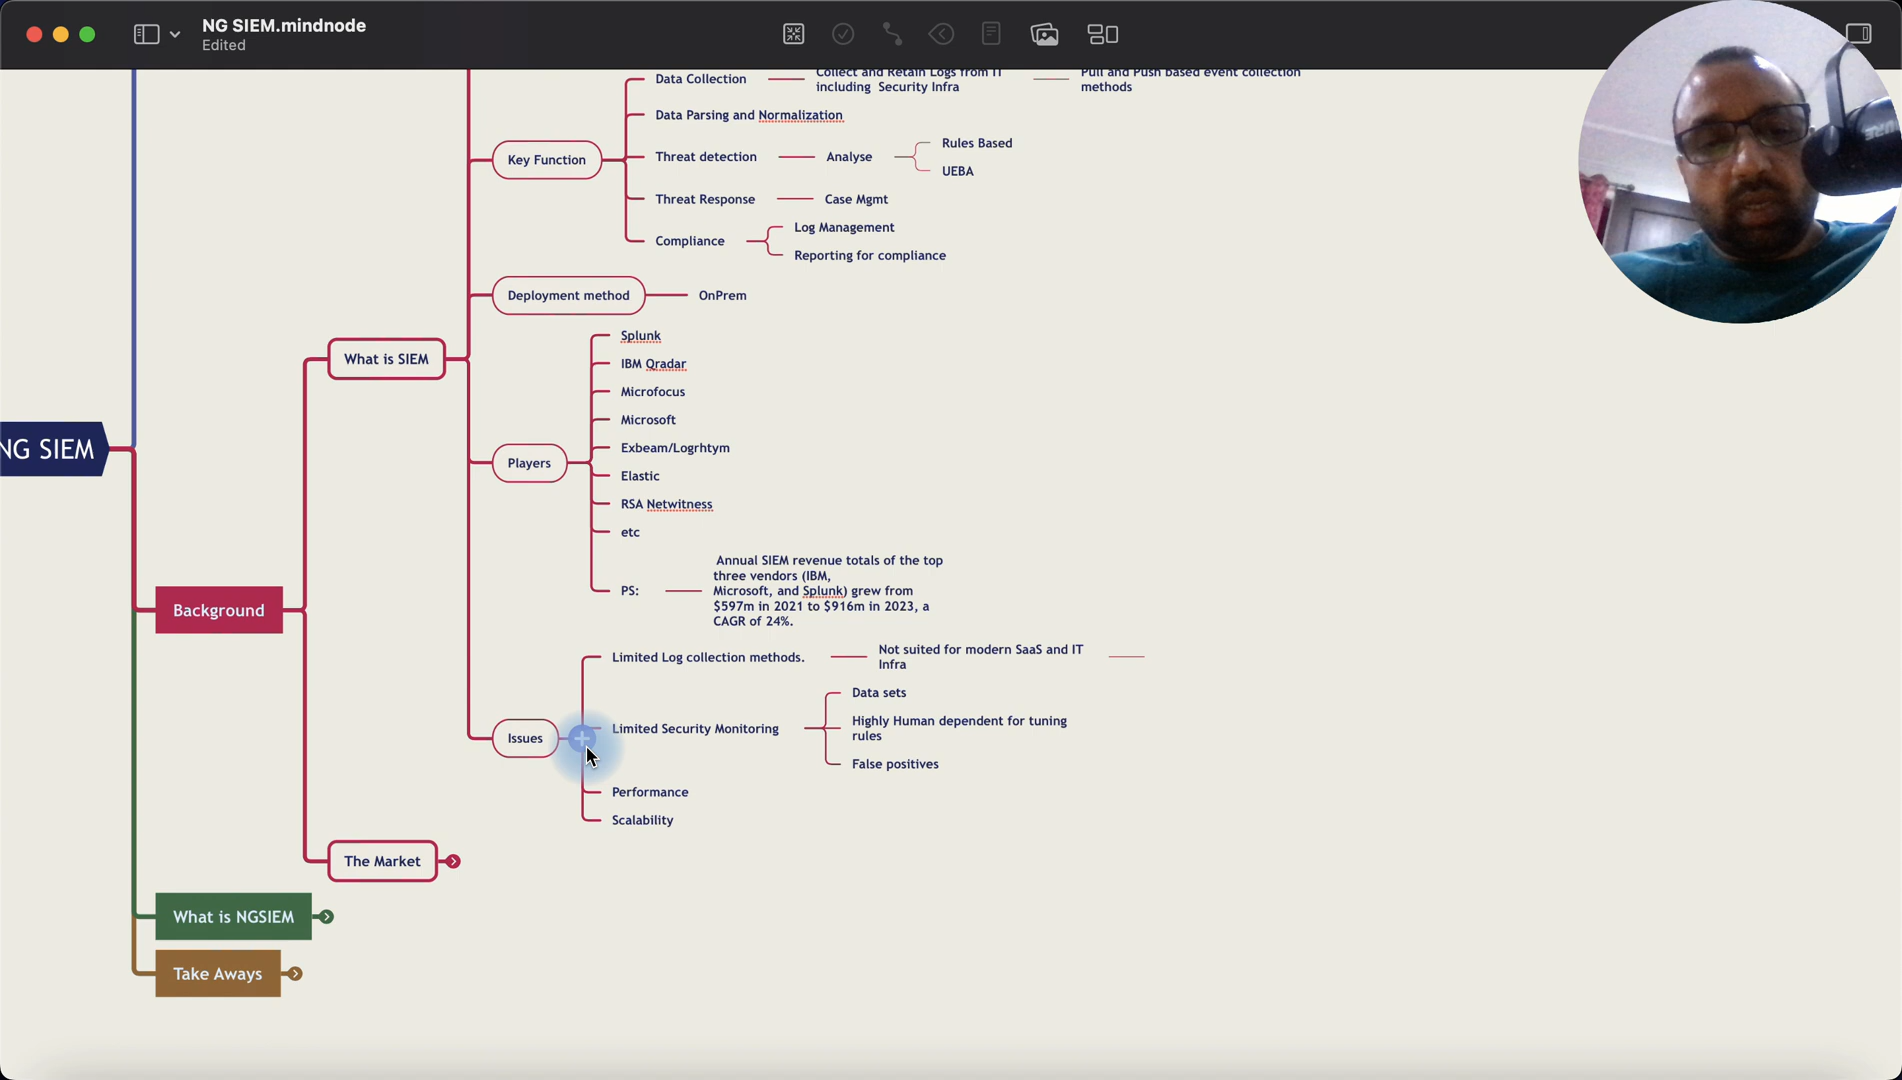 NG SIEM.mindnode
Edited
Data Collection
Collect and Retain Logs from IT
including Security Infra
Pull and Push based event collection
methods
Data Parsing and Normalization
Key Function
Threat detection
Analyse
Rules Based
UEBA
Threat Response
Case Mgmt
Compliance
Log Management
Reporting for compliance
Deployment method
OnPrem
What is SIEM
Splunk
IBM Qradar
Microfocus
Microsoft
Exbeam/Logrhtym
Elastic
RSA Netwitness
etc
Players
PS:
Annual SIEM revenue totals of the top
three vendors (IBM,
Microsoft, and Splunk) grew from
$597m in 2021 to $916m in 2023, a
CAGR of 24%.
NG SIEM
Background
Limited Log collection methods.
Not suited for modern SaaS and IT
Infra
Issues
Limited Security Monitoring
Data sets
Highly Human dependent for tuning
rules
False positives
Performance
Scalability
The Market
What is NGSIEM
Take Aways